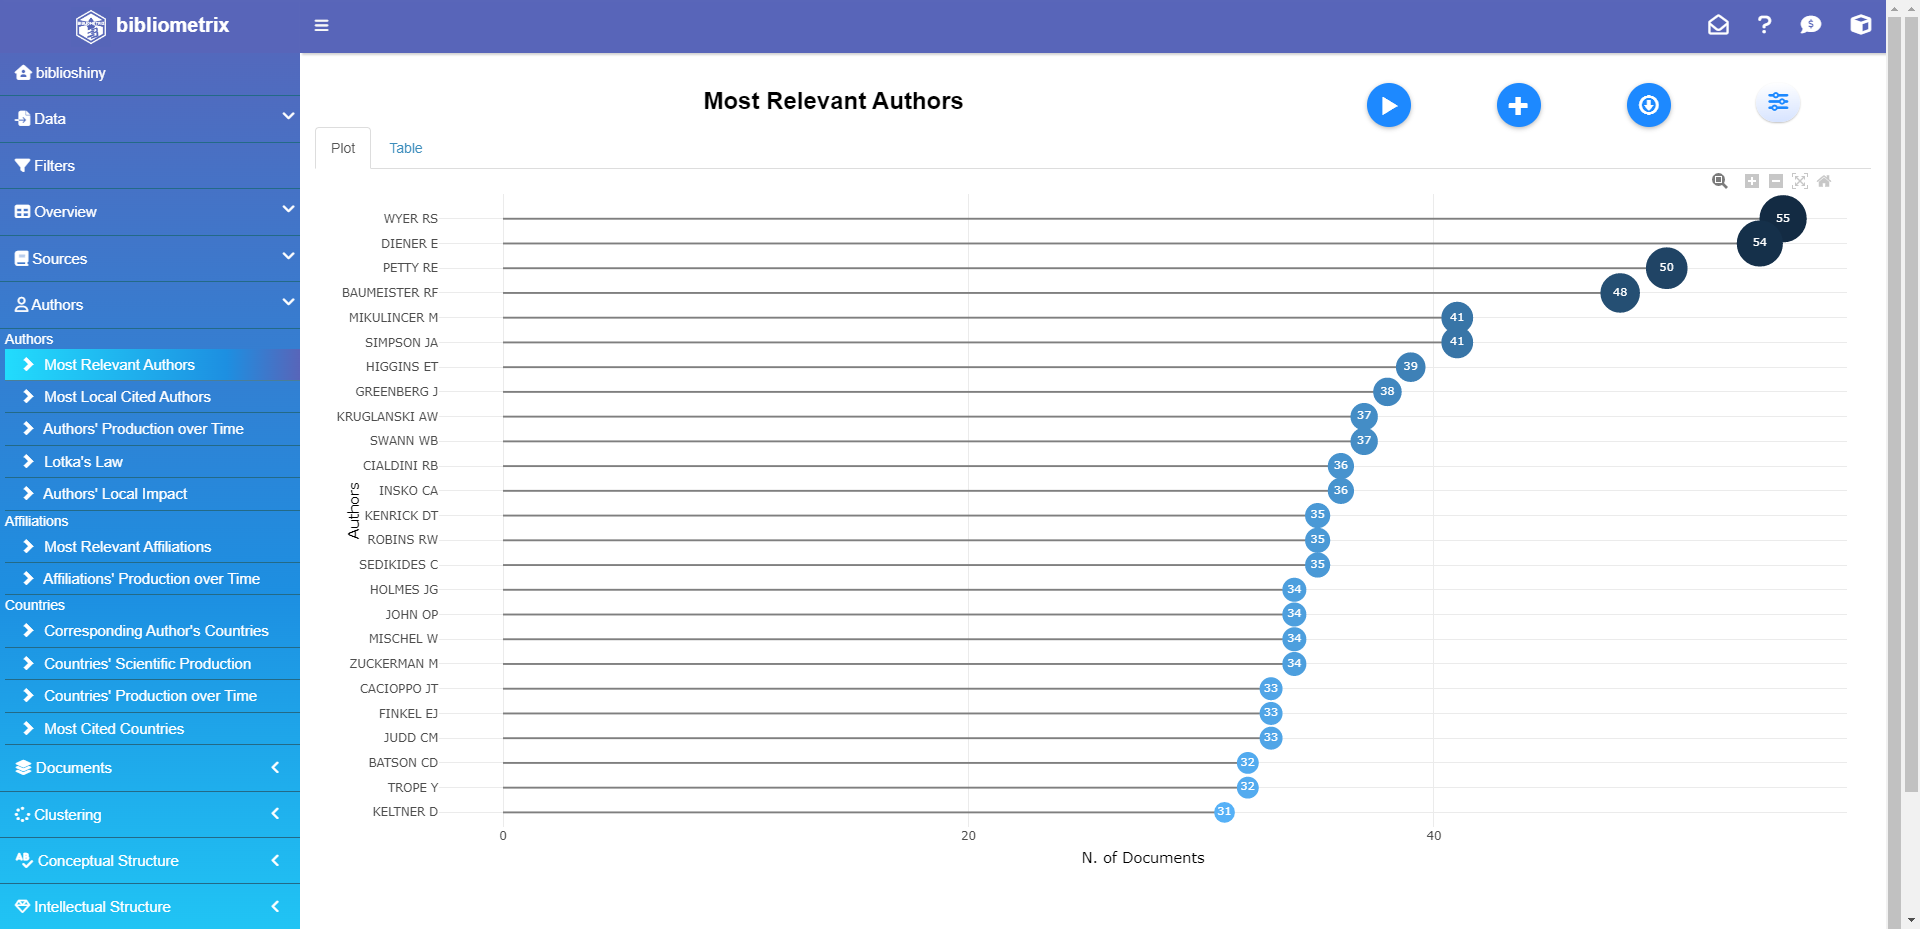 bibliometrix
biblioshiny
Data
Filters
Overview
Sources
Authors
Authors
Most Relevant Authors
Most Local Cited Authors
Authors' Production over Time
Lotka's Law
Authors' Local Impact
Affiliations
Most Relevant Affiliations
Affiliations' Production over Time
Countries
Corresponding Author's Countries
Countries' Scientific Production
Countries' Production over Time
Most Cited Countries
Documents
Clustering
Conceptual Structure
Intellectual Structure
Most Relevant Authors
Plot Table
Authors
WYER RS 55
DIENER E 54
PETTY RE 50
BAUMEISTER RF 48
MIKULINCER M 41
SIMPSON JA 41
HIGGINS ET 39
GREENBERG J 38
KRUGLANSKI AW 37
SWANN WB 37
CIALDINI RB 36
INSKO CA 36
KENRICK DT 35
ROBINS RW 35
SEDIKIDES C 35
HOLMES JG 34
JOHN OP 34
MISCHEL W 34
ZUCKERMAN M 34
CACIOPPO JT 33
FINKEL EJ 33
JUDD CM 33
BATSON CD 32
TROPE Y 32
KELTNER D 31
0 20 40
N. of Documents